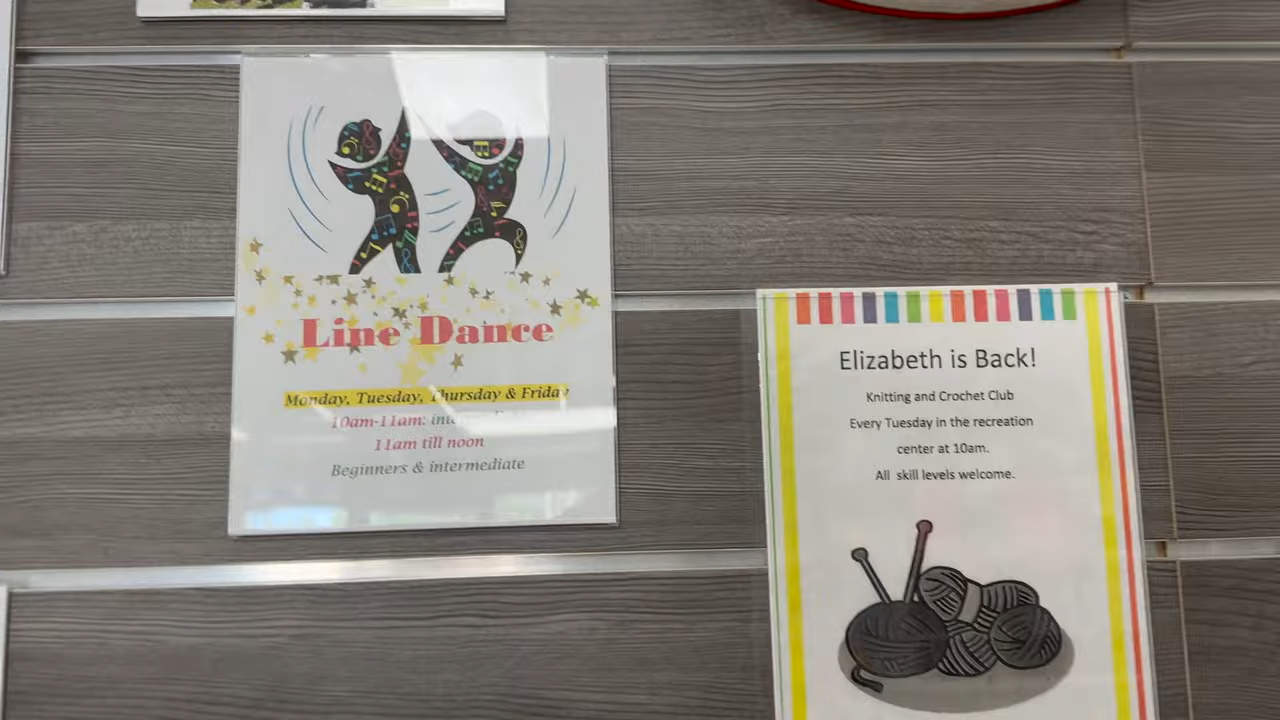 Line Dance
Monday, Tuesday, Thursday & Friday
10am-11am:
11am till noon
Beginners & intermediate
Elizabeth is Back!
Knitting and Crochet Club
Every Tuesday in the recreation
center at 10am.
All skill levels welcome.